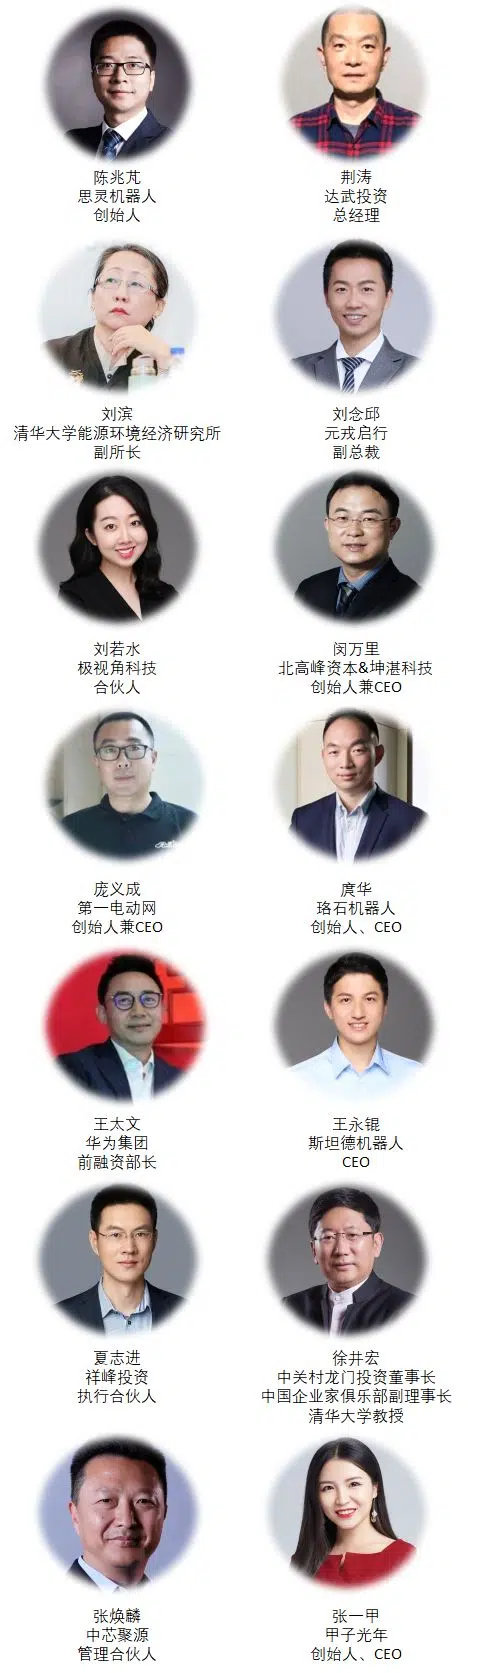 陈兆芃
思灵机器人
创始人
荆涛
达武投资
总经理
刘滨
清华大学能源环境经济研究所
副所长
刘念邱
元戎启行
副总裁
刘若水
极视角科技
合伙人
闵万里
北高峰资本&坤湛科技
创始人兼CEO
庞义成
第一电动网
创始人兼CEO
庹华
珞石机器人
创始人、CEO
王太文
华为集团
前融资部长
王永锟
斯坦德机器人
CEO
夏志进
祥峰投资
执行合伙人
徐井宏
中关村龙门投资董事长
中国企业家俱乐部副理事长
清华大学教授
张焕麟
中芯聚源
管理合伙人
张一甲
甲子光年
创始人、CEO